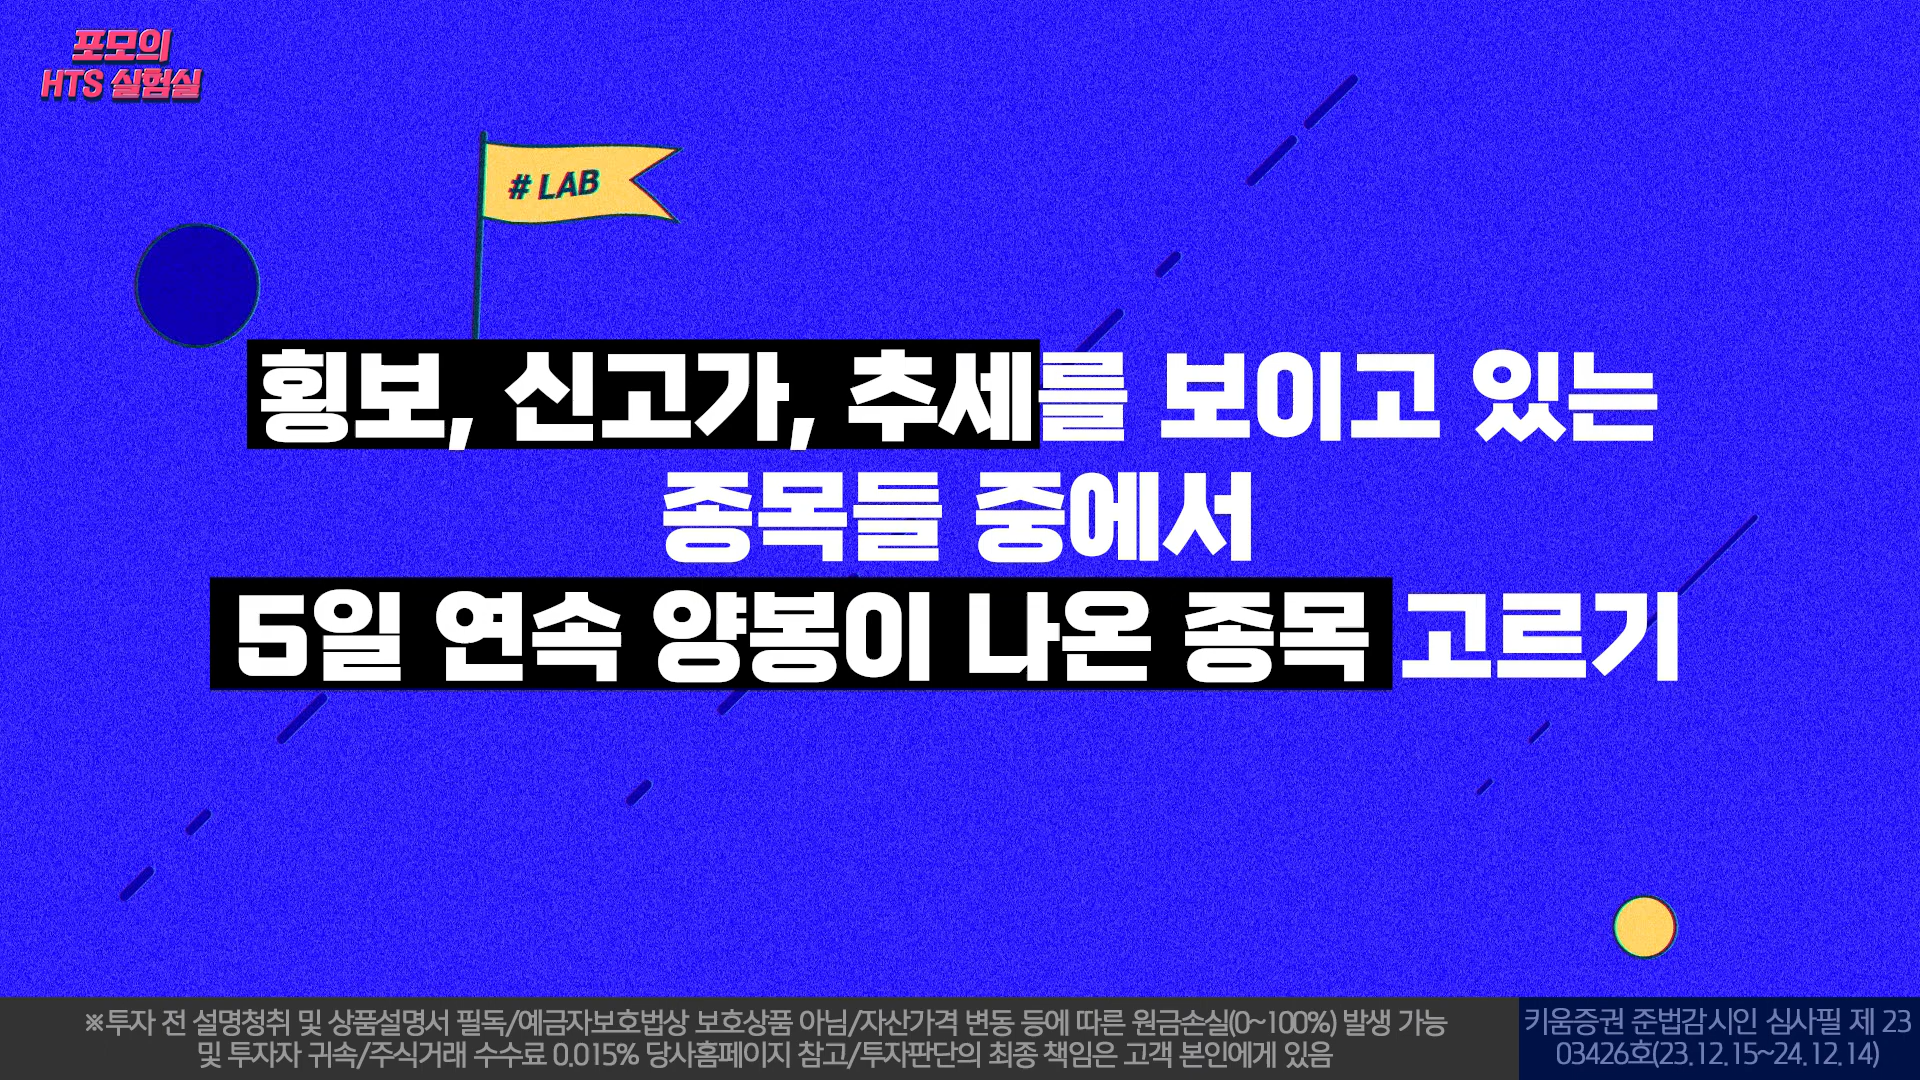 포모의
HTS 실험실
# LAB
횡보, 신고가, 추세를 보이고 있는
종목들 중에서
5일 연속 양봉이 나온 종목 고르기
※투자 전 설명청취 및 상품설명서 필독/예금자보호법상 보호상품 아님/자산가격 변동 등에 따른 원금손실(0~100%) 발생 가능
및 투자자 귀속/주식거래 수수료 0.015% 당사홈페이지 참고/투자판단의 최종 책임은 고객 본인에게 있음
키움증권 준법감시인 심사필 제 23
03426호(23.12.15~24.12.14)